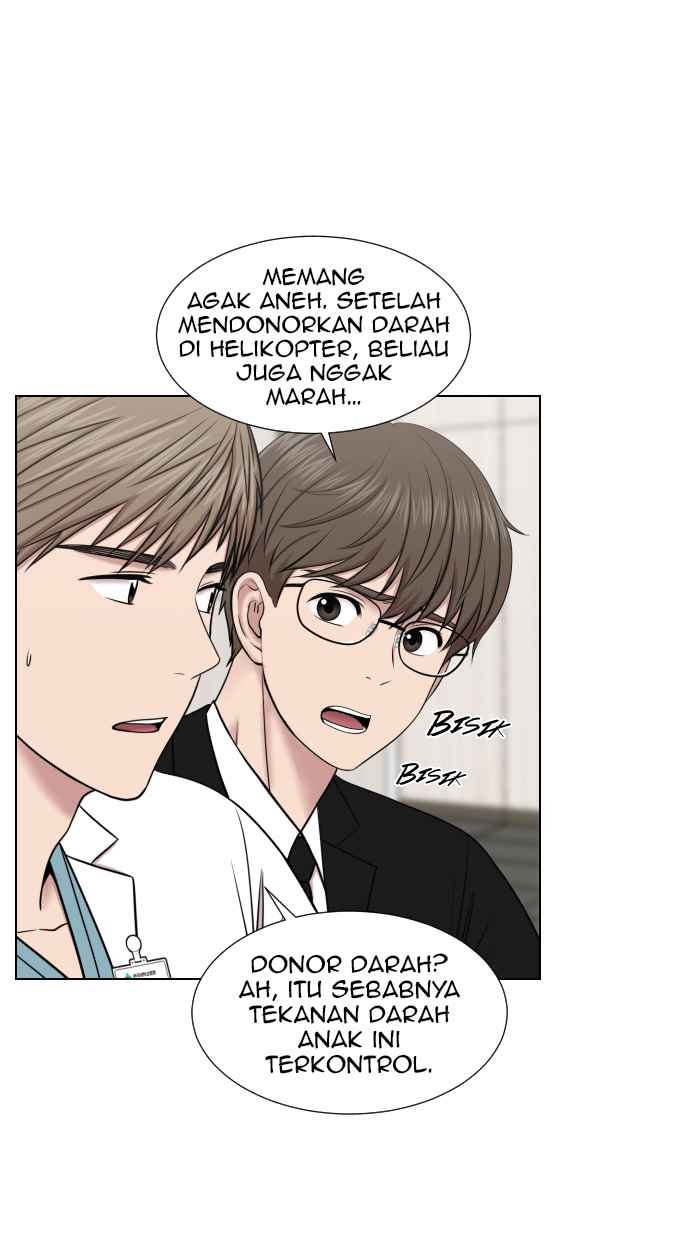 MEMANG
AGAK ANEH. SETELAH
MENDONORKAN DARAH
DI HELIKOPTER, BELIAU
JUGA NGGAK
MARAH...
BISIK
BISIK
DONOR DARAH?
AH, ITU SEBABNYA
TEKANAN DARAH
ANAK INI
TERKONTROL.